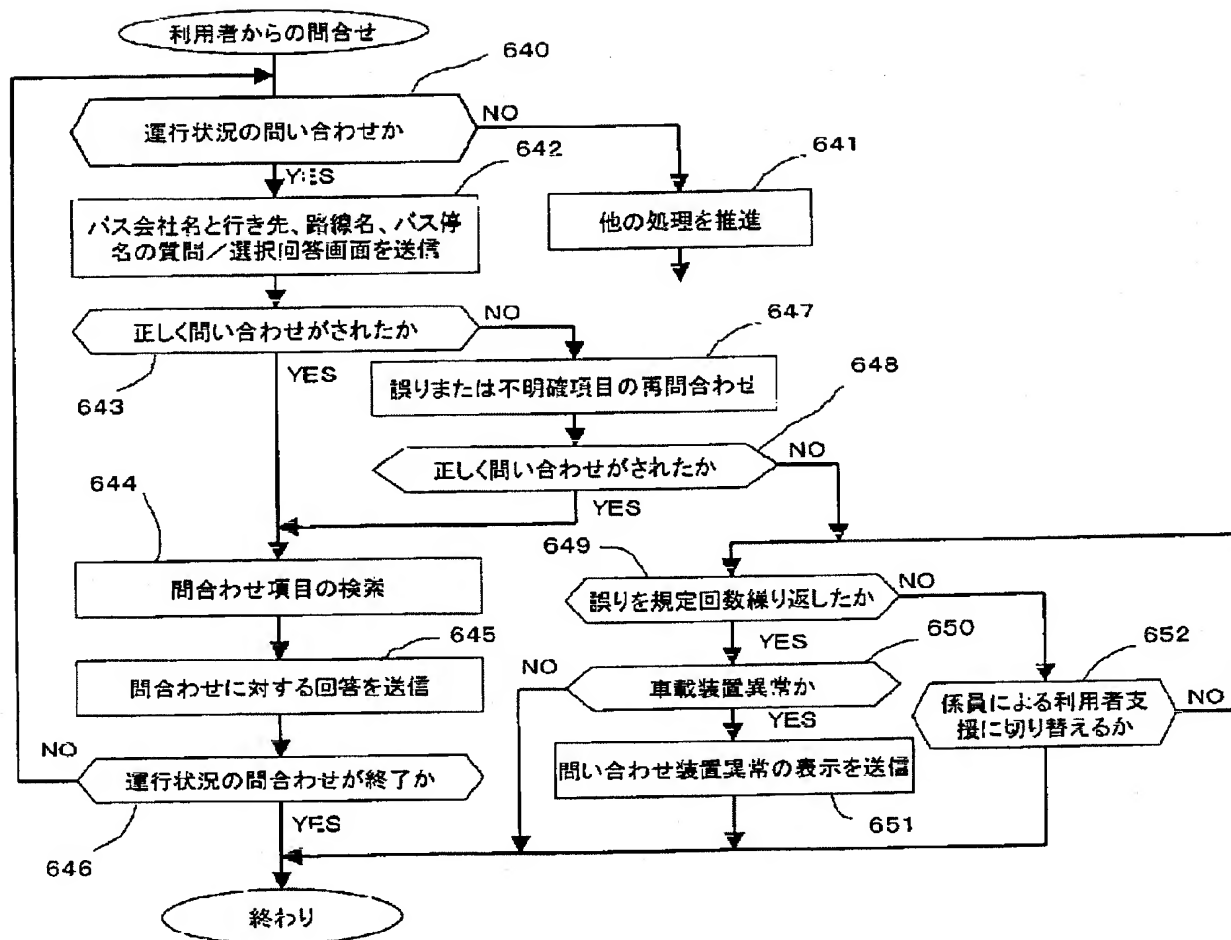 利用者からの問合せ
640
運行状況の問い合わせか
NO
YES
642
641
バス会社名と行き先、路線名、バス停
名の質問／選択回答画面を送信
他の処理を推進
正しく問い合わせがされたか
NO
643
YES
647
誤りまたは不明確項目の再問合わせ
648
正しく問い合わせがされたか
NO
YES
644
問合わせ項目の検索
649
誤りを規定回数繰り返したか
NO
YES
645
問合わせに対する回答を送信
650
NO
車載装置異常か
YES
652
係員による利用者支
援に切り替えるか
NO
問い合わせ装置異常の表示を送信
651
NO
運行状況の問合わせが終了か
YES
646
終わり